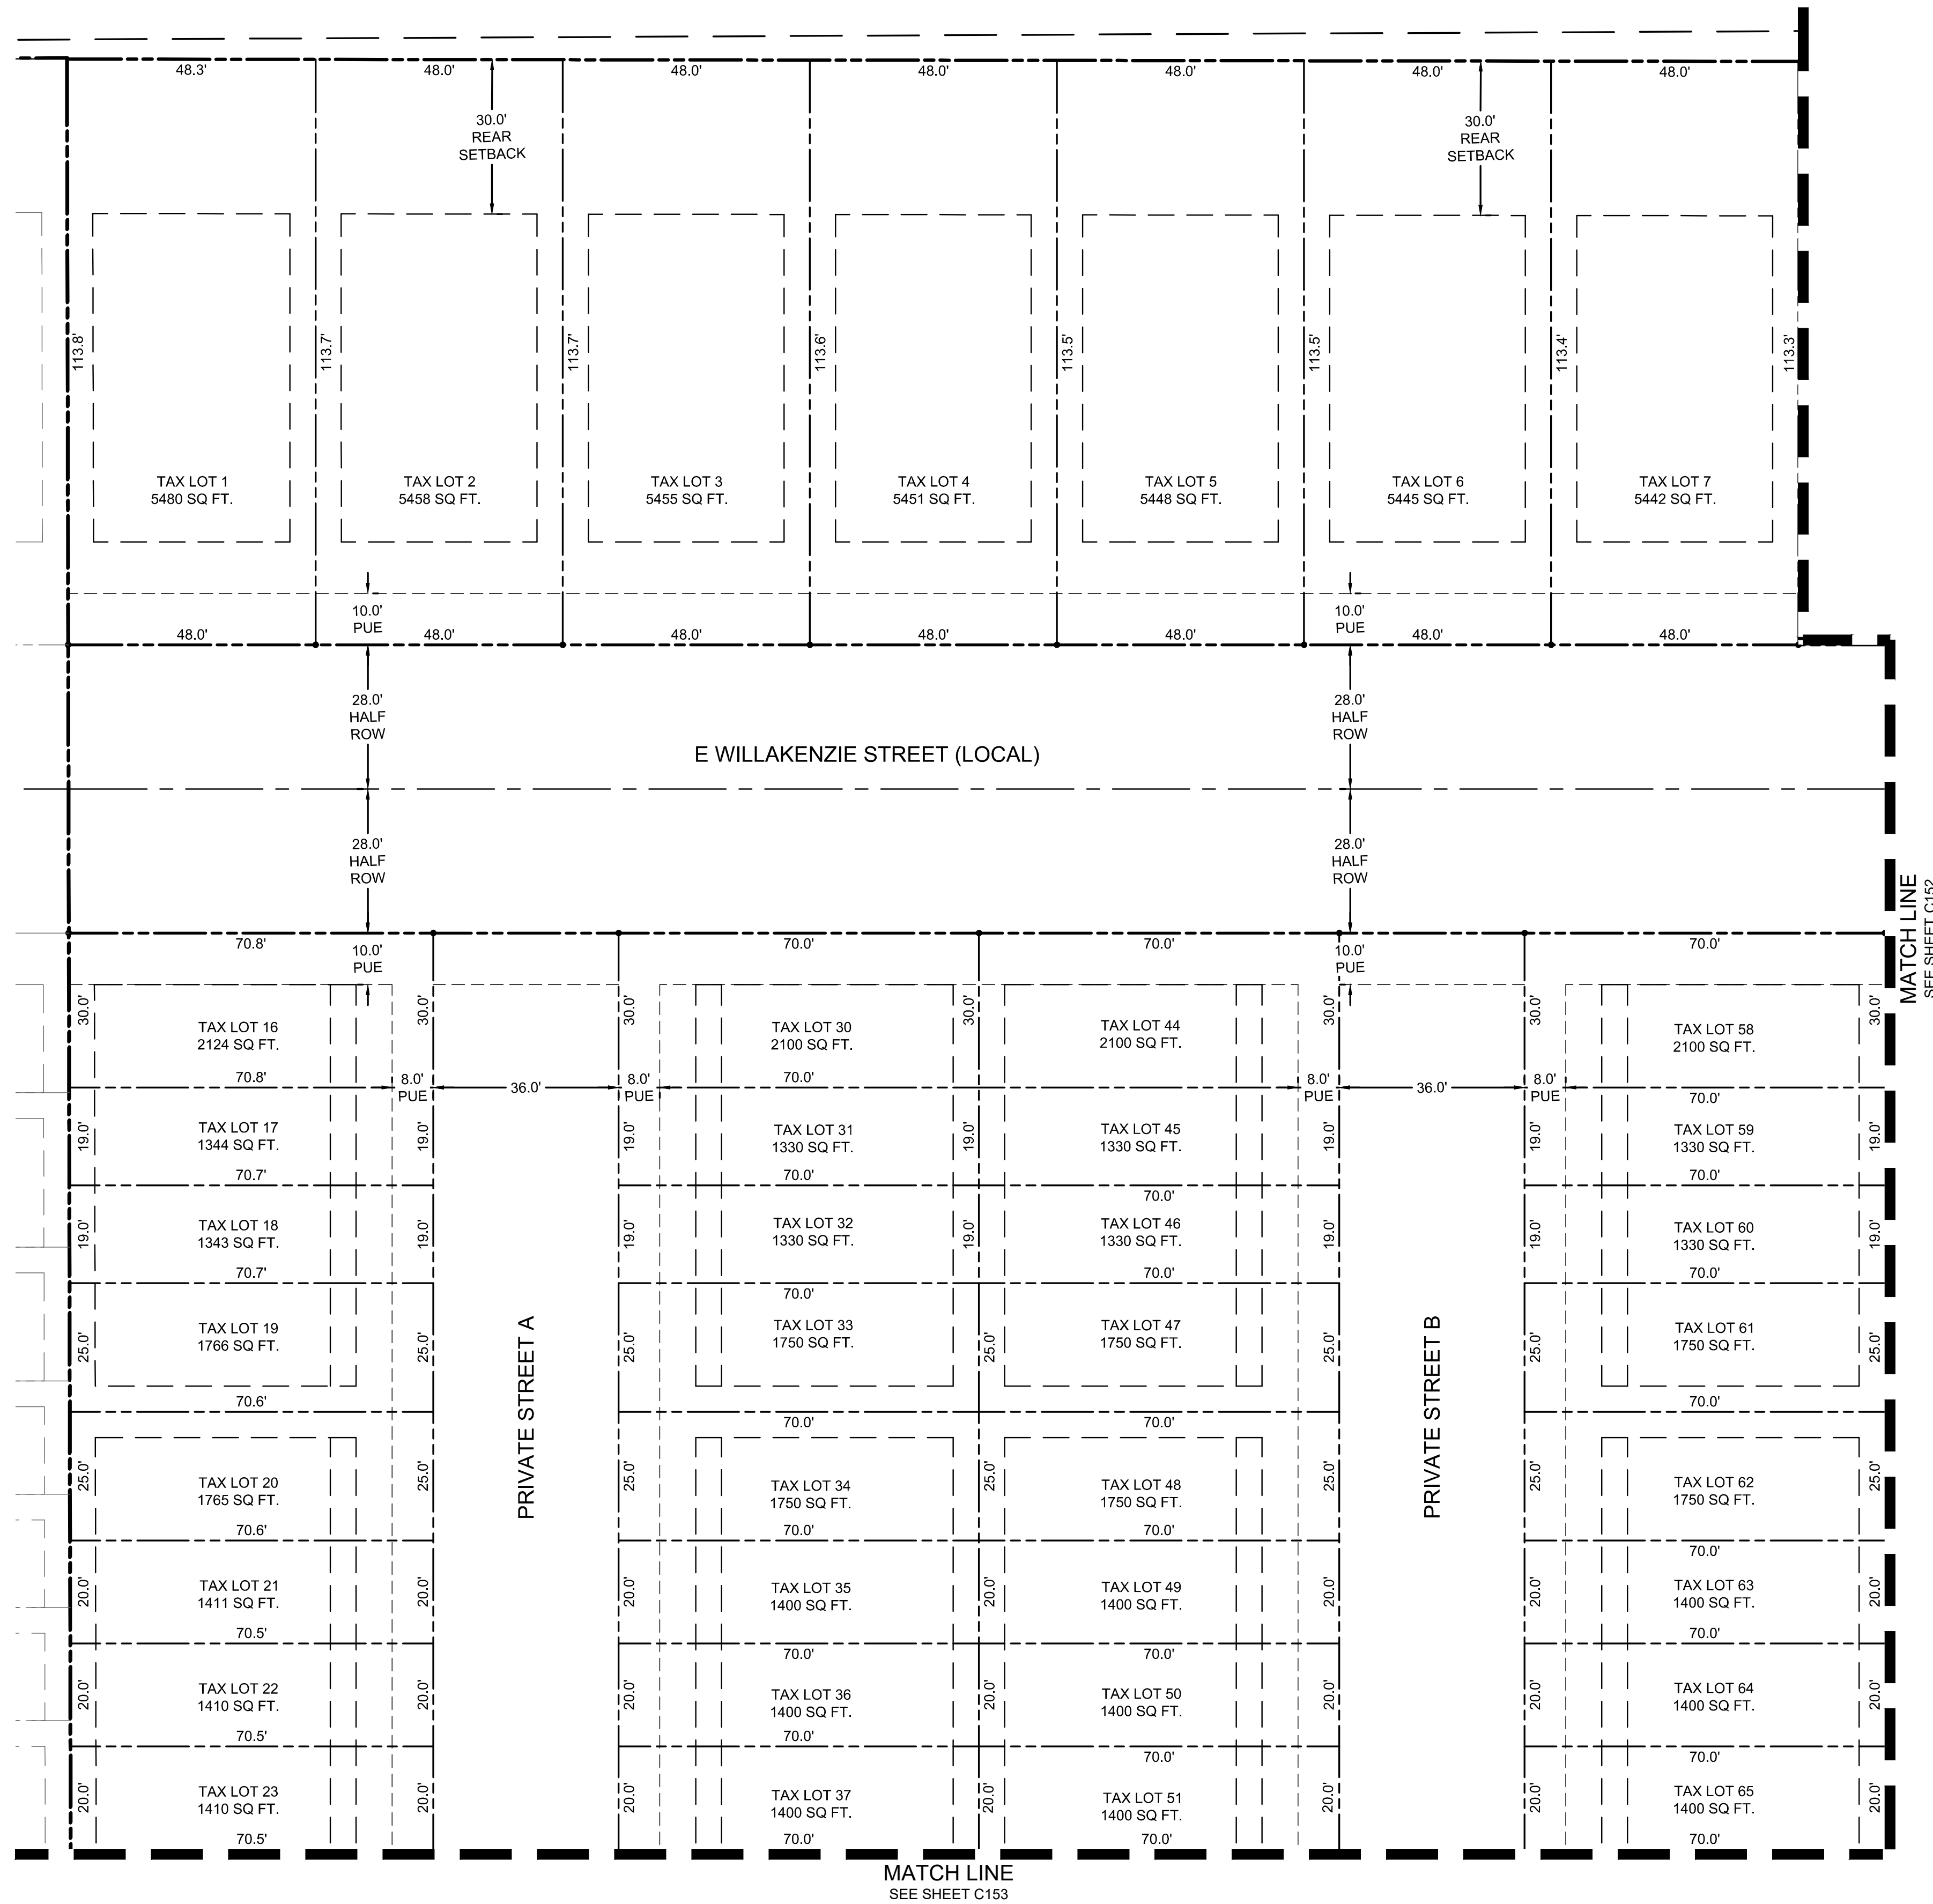 48.3'
48.0'
48.0'
48.0'
48.0'
48.0'
48.0'
30.0'
REAR
SETBACK
30.0'
REAR
SETBACK
113.8'
113.7'
113.7'
113.6'
113.5'
113.5'
113.4'
113.3'
TAX LOT 1
5480 SQ FT.
TAX LOT 2
5458 SQ FT.
TAX LOT 3
5455 SQ FT.
TAX LOT 4
5451 SQ FT.
TAX LOT 5
5448 SQ FT.
TAX LOT 6
5445 SQ FT.
TAX LOT 7
5442 SQ FT.
10.0'
PUE
10.0'
PUE
48.0'
48.0'
48.0'
48.0'
48.0'
48.0'
48.0'
28.0'
HALF
ROW
28.0'
HALF
ROW
E WILLAKENZIE STREET (LOCAL)
28.0'
HALF
ROW
28.0'
HALF
ROW
MATCH LINE
SEE SHEET C152
70.8'
70.0'
70.0'
70.0'
10.0'
PUE
10.0'
PUE
30.0'
TAX LOT 16
2124 SQ FT.
30.0'
30.0'
TAX LOT 30
2100 SQ FT.
30.0'
TAX LOT 44
2100 SQ FT.
30.0'
30.0'
TAX LOT 58
2100 SQ FT.
30.0'
70.8'
8.0'
PUE
36.0'
8.0'
PUE
70.0'
8.0'
PUE
36.0'
8.0'
PUE
70.0'
19.0'
TAX LOT 17
1344 SQ FT.
19.0'
19.0'
TAX LOT 31
1330 SQ FT.
19.0'
TAX LOT 45
1330 SQ FT.
19.0'
19.0'
TAX LOT 59
1330 SQ FT.
19.0'
70.7'
70.0'
70.0'
70.0'
19.0'
TAX LOT 18
1343 SQ FT.
19.0'
19.0'
TAX LOT 32
1330 SQ FT.
19.0'
TAX LOT 46
1330 SQ FT.
19.0'
19.0'
TAX LOT 60
1330 SQ FT.
19.0'
70.7'
70.0'
70.0'
70.0'
25.0'
TAX LOT 19
1766 SQ FT.
25.0'
25.0'
TAX LOT 33
1750 SQ FT.
25.0'
TAX LOT 47
1750 SQ FT.
25.0'
25.0'
TAX LOT 61
1750 SQ FT.
25.0'
PRIVATE STREET A
PRIVATE STREET B
70.6'
70.0'
70.0'
70.0'
25.0'
TAX LOT 20
1765 SQ FT.
25.0'
25.0'
TAX LOT 34
1750 SQ FT.
25.0'
TAX LOT 48
1750 SQ FT.
25.0'
25.0'
TAX LOT 62
1750 SQ FT.
25.0'
70.6'
70.0'
70.0'
70.0'
20.0'
TAX LOT 21
1411 SQ FT.
20.0'
20.0'
TAX LOT 35
1400 SQ FT.
20.0'
TAX LOT 49
1400 SQ FT.
20.0'
20.0'
TAX LOT 63
1400 SQ FT.
20.0'
70.5'
70.0'
70.0'
70.0'
20.0'
TAX LOT 22
1410 SQ FT.
20.0'
20.0'
TAX LOT 36
1400 SQ FT.
20.0'
TAX LOT 50
1400 SQ FT.
20.0'
20.0'
TAX LOT 64
1400 SQ FT.
20.0'
70.5'
70.0'
70.0'
70.0'
20.0'
TAX LOT 23
1410 SQ FT.
20.0'
20.0'
TAX LOT 37
1400 SQ FT.
20.0'
TAX LOT 51
1400 SQ FT.
20.0'
20.0'
TAX LOT 65
1400 SQ FT.
20.0'
70.5'
70.0'
70.0'
70.0'
MATCH LINE
SEE SHEET C153